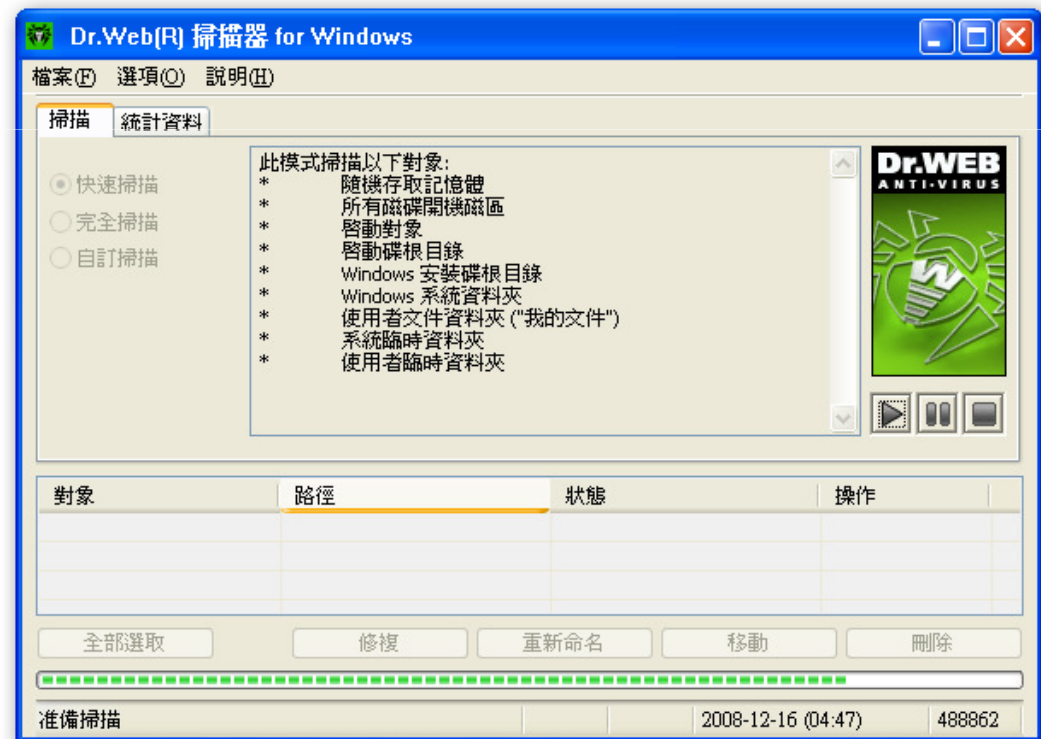 Dr.Web(R) 掃描器 for Windows
檔案(F) 選項(O) 說明(H)
掃描 統計資料
快速掃描
完全掃描
自訂掃描
此模式掃描以下對象:
* 隨機存取記憶體
* 所有磁碟開機磁區
* 啓動對象
* 啓動碟根目錄
* Windows 安裝碟根目錄
* Windows 系統資料夾
* 使用者文件資料夾 ("我的文件")
* 系統臨時資料夾
* 使用者臨時資料夾
Dr.WEB
ANTI-VIRUS
W
對象 路徑 狀態 操作
全部選取 修複 重新命名 移動 刪除
准備掃描 2008-12-16 (04:47) 488862